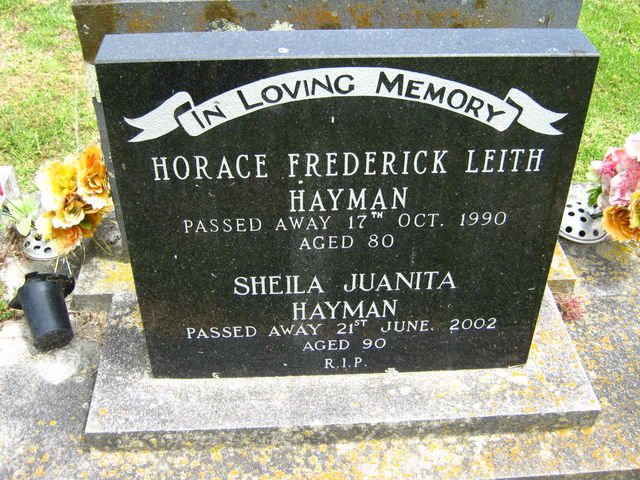 IN LOVING MEMORY
HORACE FREDERICK LEITH
HAYMAN
PASSED AWAY 17TH OCT. 1990
AGED 80
SHEILA JUANITA
HAYMAN
PASSED AWAY 21ST JUNE. 2002
AGED 90
R.I.P.